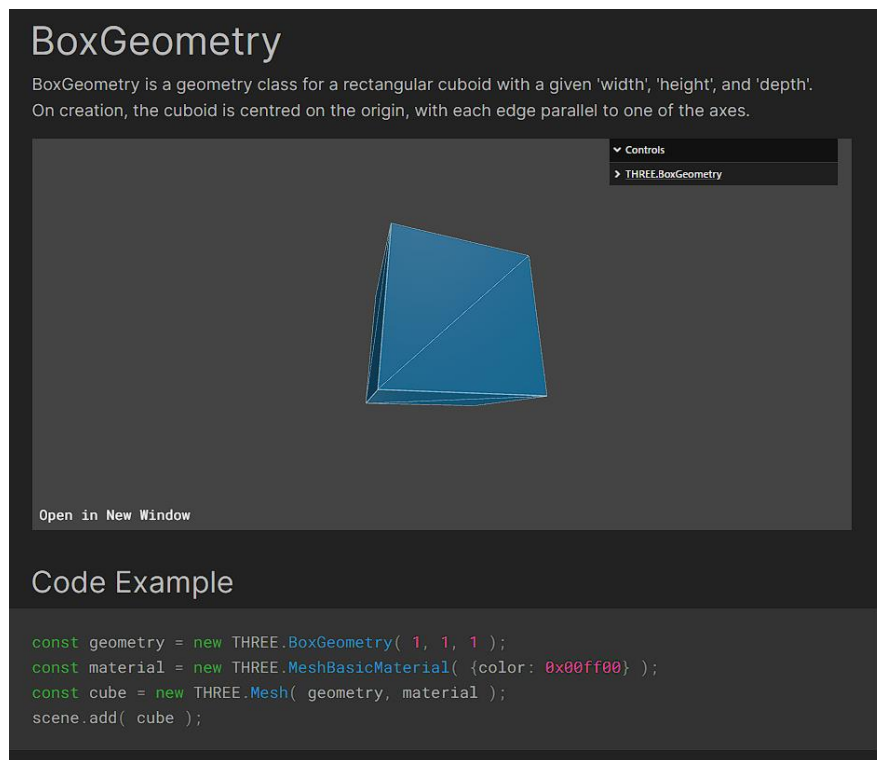 BoxGeometry
BoxGeometry is a geometry class for a rectangular cuboid with a given 'width', 'height', and 'depth'.
On creation, the cuboid is centred on the origin, with each edge parallel to one of the axes.
Controls
THREE.BoxGeometry
Open in New Window
Code Example
const geometry = new THREE.BoxGeometry( 1, 1, 1 );
const material = new THREE.MeshBasicMaterial( {color: 0x00ff00} );
const cube = new THREE.Mesh( geometry, material );
scene.add( cube );